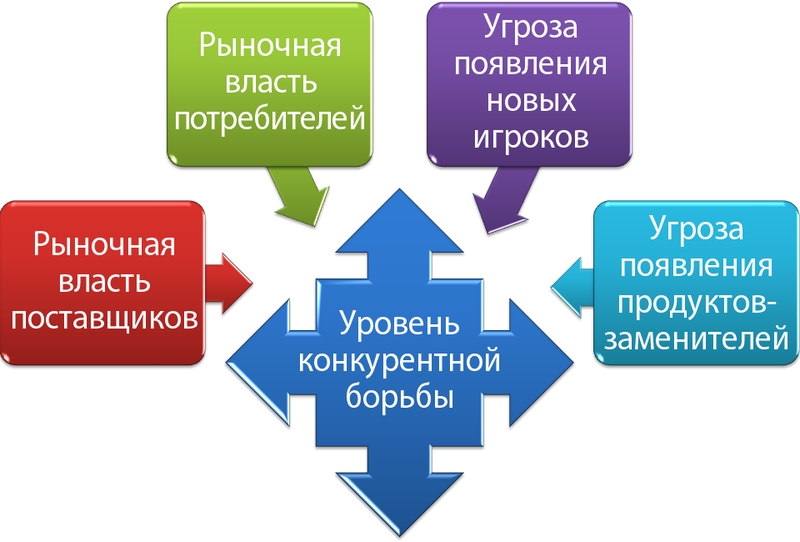 Рыночная
власть
потребителей
Угроза
появления
новых
игроков
Рыночная
власть
поставщиков
Угроза
появления
продуктов-
заменителей
Уровень
конкурентной
борьбы